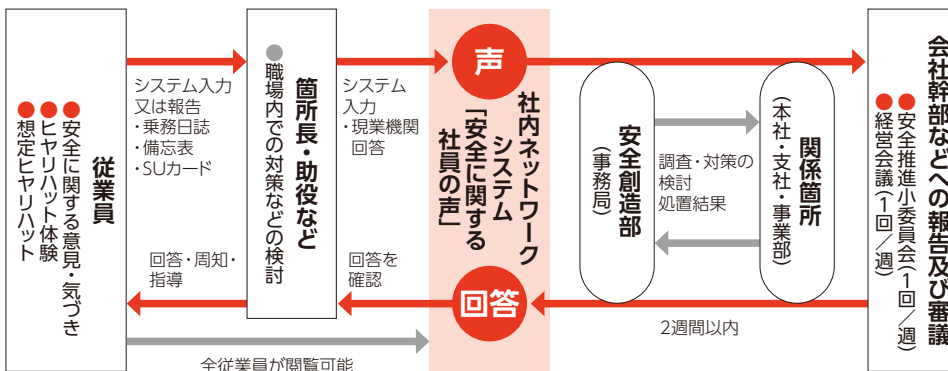 従業員
●安全に関する意見・気づき
●ヒヤリハット体験
●想定ヒヤリハット
システム入力
又は報告
・乗務日誌
・備忘表
・SUカード
回答・周知・
指導
箇所長・助役など
●職場内での対策などの検討
システム
入力
・現業機関
回答
回答を
確認
声
社内ネットワーク
システム
「安全に関する
社員の声」
回答
全従業員が閲覧可能
安全創造部
(事務局)
調査・対策の
検討
処置結果
関係箇所
(本社・支社・事業部)
2週間以内
会社幹部などへの報告及び審議
●安全推進小委員会(1回/週)
●経営会議(1回/週)